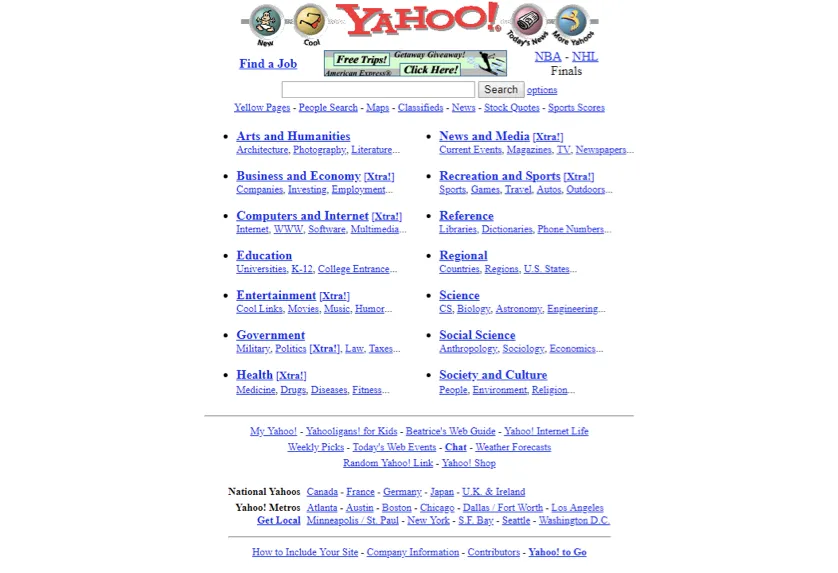 New Cool YAHOO! Today's News More Yahoos
Find a Job Free Trips! Getaway Giveaway! Click Here! American Express® NBA - NHL
Finals
Search options
Yellow Pages - People Search - Maps - Classifieds - News - Stock Quotes - Sports Scores
Arts and Humanities
Architecture, Photography, Literature...
News and Media [Xtra!]
Current Events, Magazines, TV, Newspapers...
Business and Economy [Xtra!]
Companies, Investing, Employment...
Recreation and Sports [Xtra!]
Sports, Games, Travel, Autos, Outdoors...
Computers and Internet [Xtra!]
Internet, WWW, Software, Multimedia...
Reference
Libraries, Dictionaries, Phone Numbers...
Education
Universities, K-12, College Entrance...
Regional
Countries, Regions, U.S. States...
Entertainment [Xtra!]
Cool Links, Movies, Music, Humor...
Science
CS, Biology, Astronomy, Engineering...
Government
Military, Politics [Xtra!], Law, Taxes...
Social Science
Anthropology, Sociology, Economics...
Health [Xtra!]
Medicine, Drugs, Diseases, Fitness...
Society and Culture
People, Environment, Religion...
My Yahoo! - Yahooligans! for Kids - Beatrice's Web Guide - Yahoo! Internet Life
Weekly Picks - Today's Web Events - Chat - Weather Forecasts
Random Yahoo! Link - Yahoo! Shop
National Yahoos Canada - France - Germany - Japan - U.K. & Ireland
Yahoo! Metros Atlanta - Austin - Boston - Chicago - Dallas / Fort Worth - Los Angeles
Get Local Minneapolis / St. Paul - New York - S.F. Bay - Seattle - Washington D.C.
How to Include Your Site - Company Information - Contributors - Yahoo! to Go